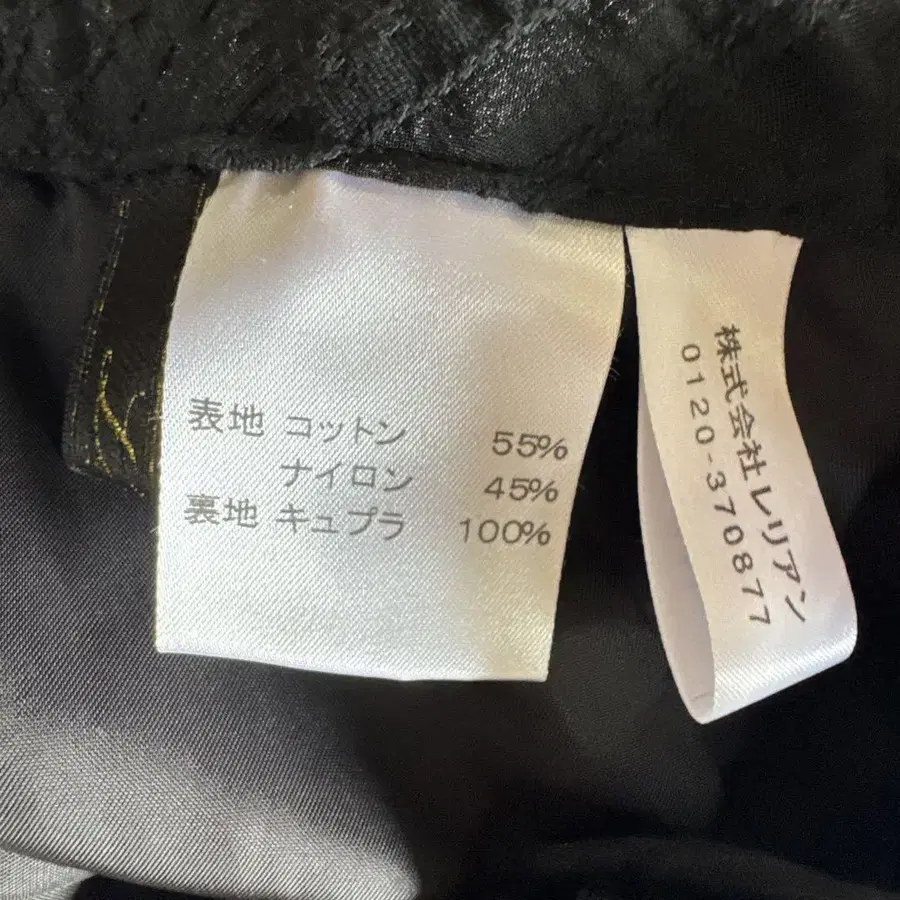 表地 コットン 55%
ナイロン 45%
裏地 キュプラ 100%
株式会社レリアン
0120-370877